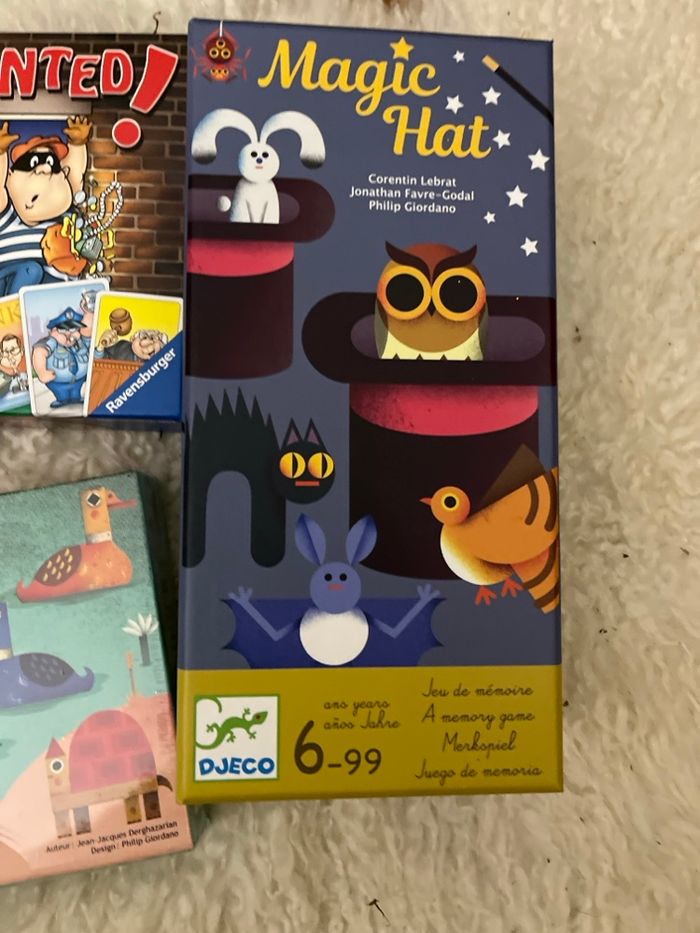 NTED!
Ravensburger
Magic
Hat
Corentin Lebrat
Jonathan Favre-Godal
Philip Giordano
DJECO
ans years
años Jahre
6-99
Jeu de mémoire
A memory game
Merkspiel
Juego de memoria
Auteur : Jean-Jacques Derghazarian
Design : Philip Giordano